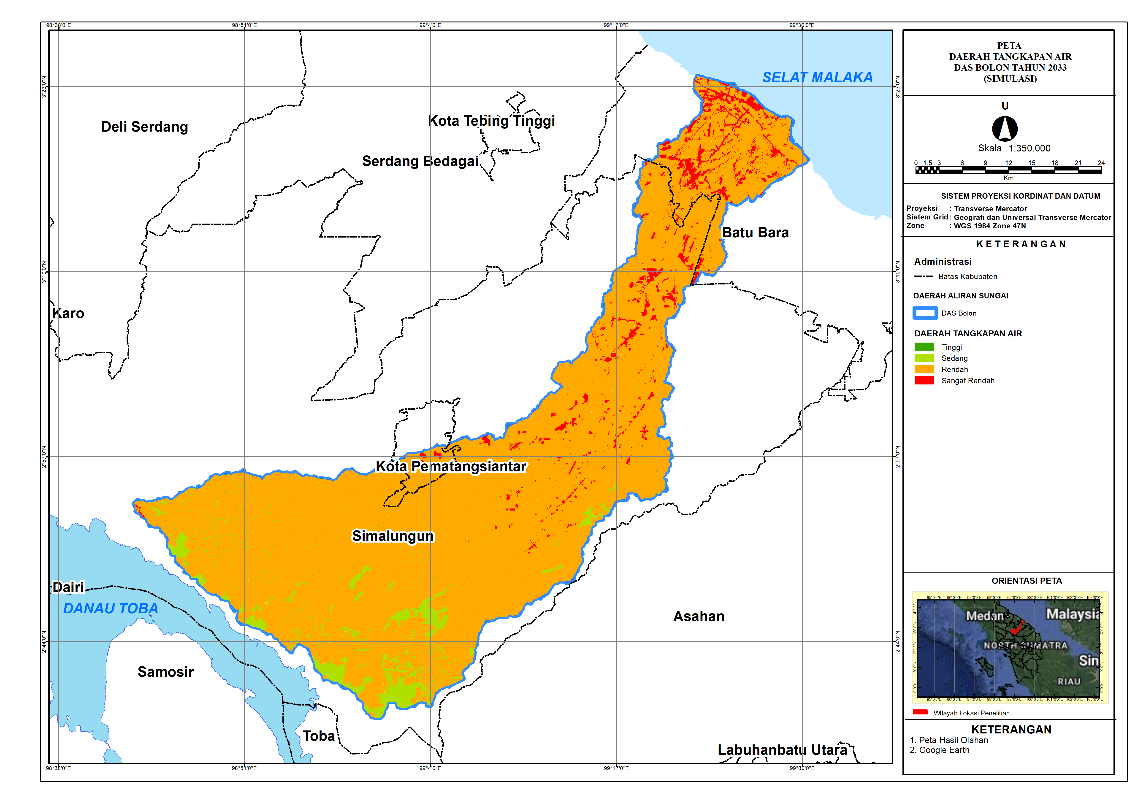 SELAT MALAKA
Deli Serdang
Kota Tebing Tinggi
Serdang Bedagai
Batu Bara
Karo
Kota Pematangsiantar
Simalungun
Dairi
DANAU TOBA
Asahan
Samosir
Toba
Labuhanbatu Utara
PETA
DAERAH TANGKAPAN AIR
DAS BOLON TAHUN 2033
(SIMULASI)
U
Skala 1:350,000
0 1.5 3 6 9 12 15 18 21 24
Km
SISTEM PROYEKSI KORDINAT DAN DATUM
Proyeksi : Transverse Mercator
Sistem Grid : Geografi dan Universal Transverse Mercator
Zone : WGS 1984 Zone 47N
KETERANGAN
Administrasi
Batas Kabupaten
DAERAH ALIRAN SUNGAI
DAS Bolon
DAERAH TANGKAPAN AIR
Tinggi
Sedang
Rendah
Sangat Rendah
ORIENTASI PETA
Medan
Malaysia
NORTH SUMATRA
Sin
RIAU
Wilayah Lokasi Penelitian
KETERANGAN
1. Peta Hasil Olahan
2. Google Earth